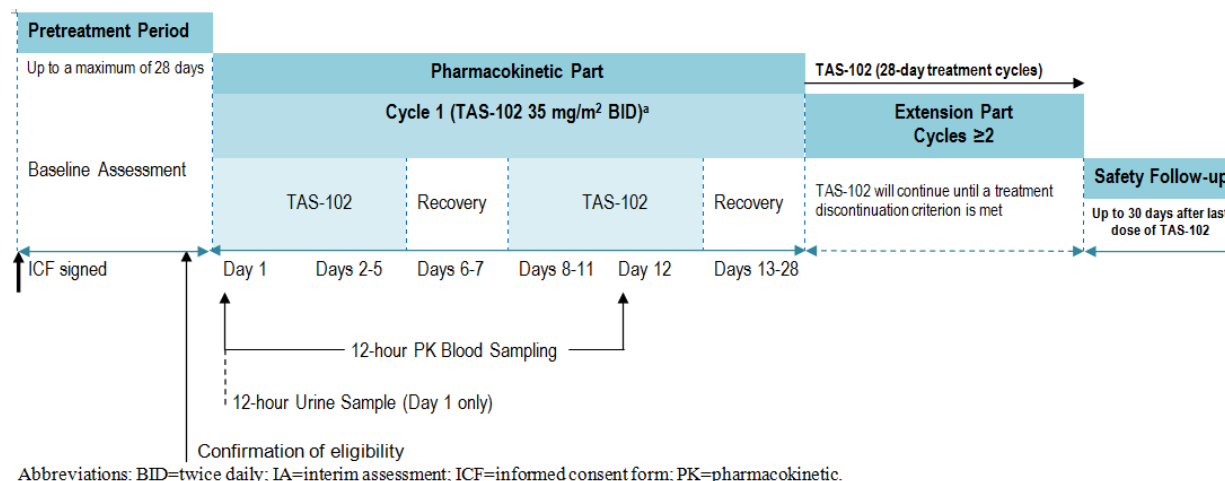 Pretreatment Period
Up to a maximum of 28 days
Pharmacokinetic Part
TAS-102 (28-day treatment cycles)
Cycle 1 (TAS-102 35 mg/m² BID)ᵃ
Extension Part
Cycles ≥2
Baseline Assessment
TAS-102
Recovery
TAS-102
Recovery
TAS-102 will continue until a treatment
discontinuation criterion is met
Safety Follow-up
Up to 30 days after last
dose of TAS-102
ICF signed
Day 1
Days 2-5
Days 6-7
Days 8-11
Day 12
Days 13-28
12-hour PK Blood Sampling
12-hour Urine Sample (Day 1 only)
Confirmation of eligibility
Abbreviations: BID=twice daily; IA=interim assessment; ICF=informed consent form; PK=pharmacokinetic.